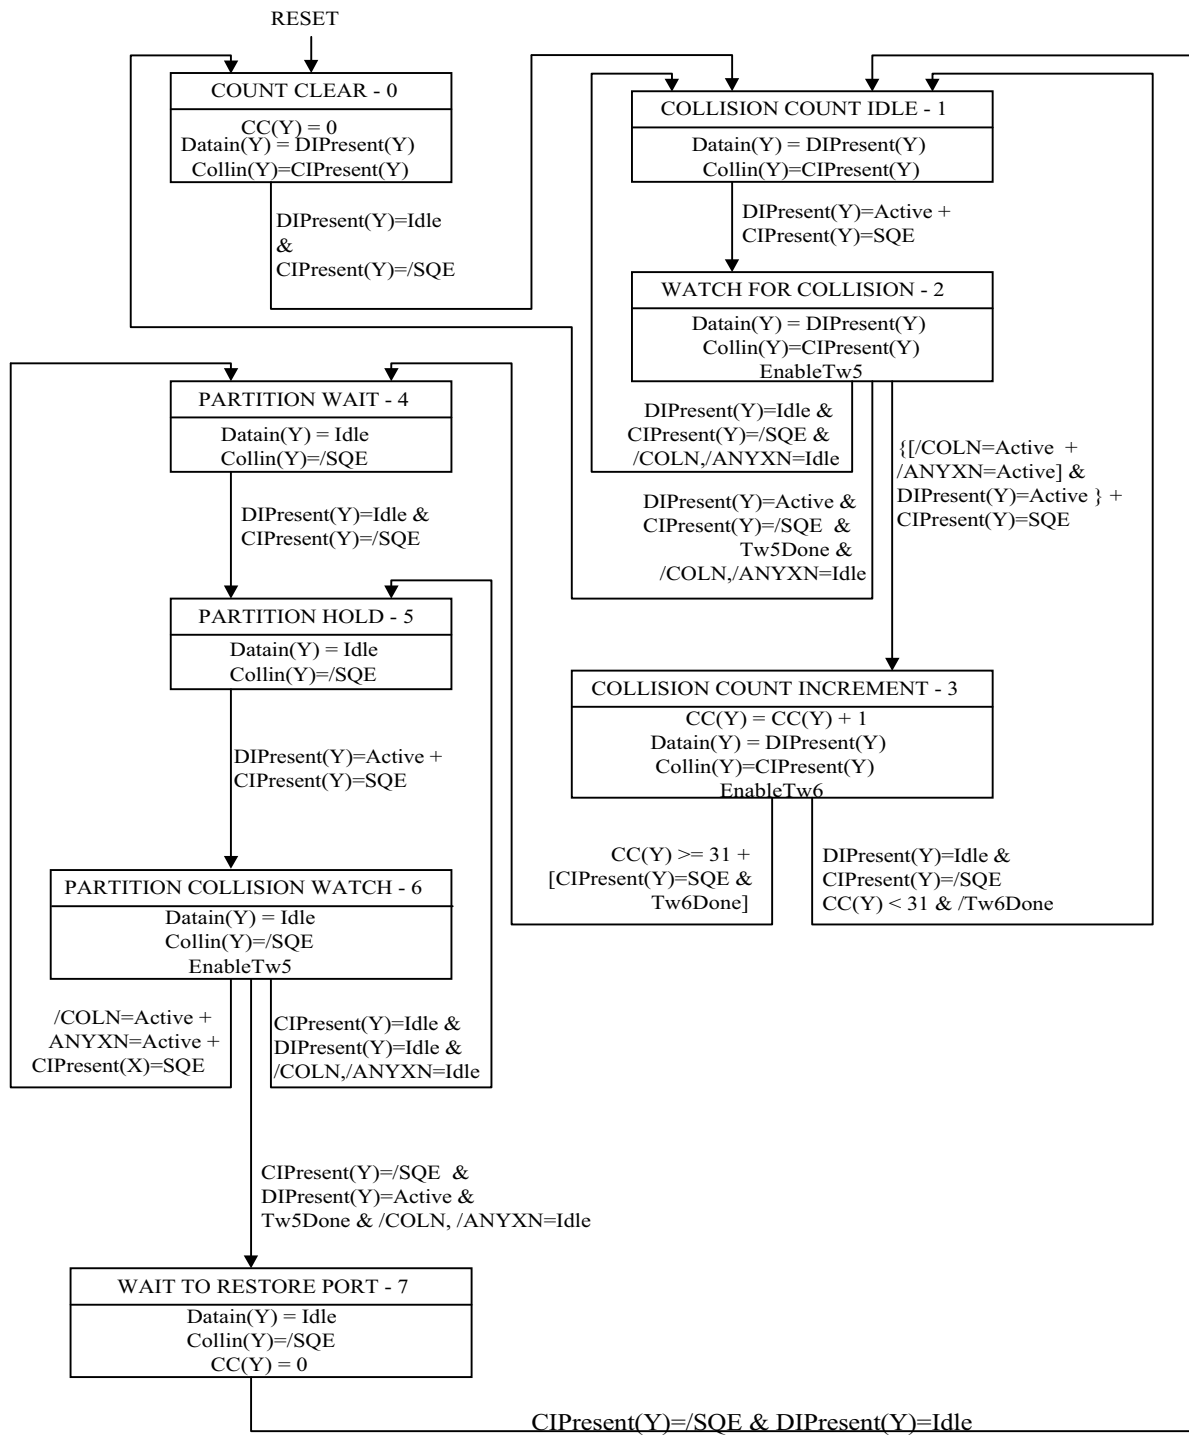 RESET
COUNT CLEAR - 0
CC(Y) = 0
Datain(Y) = DIPresent(Y)
Collin(Y)=CIPresent(Y)
DIPresent(Y)=Idle
&
CIPresent(Y)=/SQE
COLLISION COUNT IDLE - 1
Datain(Y) = DIPresent(Y)
Collin(Y)=CIPresent(Y)
DIPresent(Y)=Active +
CIPresent(Y)=SQE
WATCH FOR COLLISION - 2
Datain(Y) = DIPresent(Y)
Collin(Y)=CIPresent(Y)
EnableTw5
DIPresent(Y)=Idle &
CIPresent(Y)=/SQE &
/COLN,/ANYXN=Idle
DIPresent(Y)=Active &
CIPresent(Y)=/SQE &
Tw5Done &
/COLN,/ANYXN=Idle
{[/COLN=Active +
/ANYXN=Active] &
DIPresent(Y)=Active } +
CIPresent(Y)=SQE
COLLISION COUNT INCREMENT - 3
CC(Y) = CC(Y) + 1
Datain(Y) = DIPresent(Y)
Collin(Y)=CIPresent(Y)
EnableTw6
CC(Y) >= 31 +
[CIPresent(Y)=SQE &
Tw6Done]
DIPresent(Y)=Idle &
CIPresent(Y)=/SQE
CC(Y) < 31 & /Tw6Done
PARTITION WAIT - 4
Datain(Y) = Idle
Collin(Y)=/SQE
DIPresent(Y)=Idle &
CIPresent(Y)=/SQE
PARTITION HOLD - 5
Datain(Y) = Idle
Collin(Y)=/SQE
DIPresent(Y)=Active +
CIPresent(Y)=SQE
PARTITION COLLISION WATCH - 6
Datain(Y) = Idle
Collin(Y)=/SQE
EnableTw5
/COLN=Active +
ANYXN=Active +
CIPresent(X)=SQE
CIPresent(Y)=Idle &
DIPresent(Y)=Idle &
/COLN,/ANYXN=Idle
CIPresent(Y)=/SQE &
DIPresent(Y)=Active &
Tw5Done & /COLN, /ANYXN=Idle
WAIT TO RESTORE PORT - 7
Datain(Y) = Idle
Collin(Y)=/SQE
CC(Y) = 0
CIPresent(Y)=/SQE & DIPresent(Y)=Idle